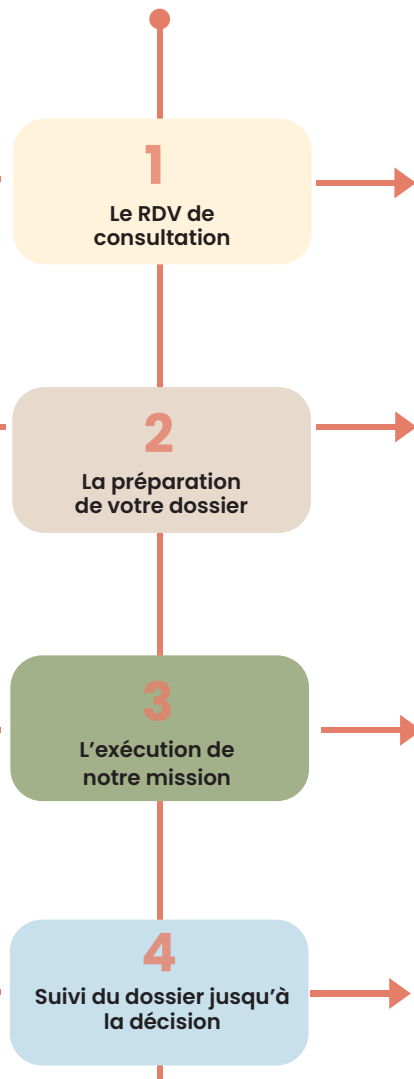 1
Le RDV de
consultation
2
La préparation
de votre dossier
3
L’exécution de
notre mission
4
Suivi du dossier jusqu’à
la décision